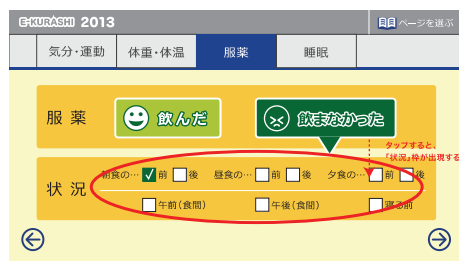 E-KURASHI 2013
ページを選ぶ
気分・運動 体重・体温 服薬 睡眠
服薬 飲んだ 飲まなかった
タップすると、
「状況」枠が出現する
状況 朝食の… 前 後 昼食の… 前 後 夕食の… 前 後
午前(食間) 午後(食間) 寝る前